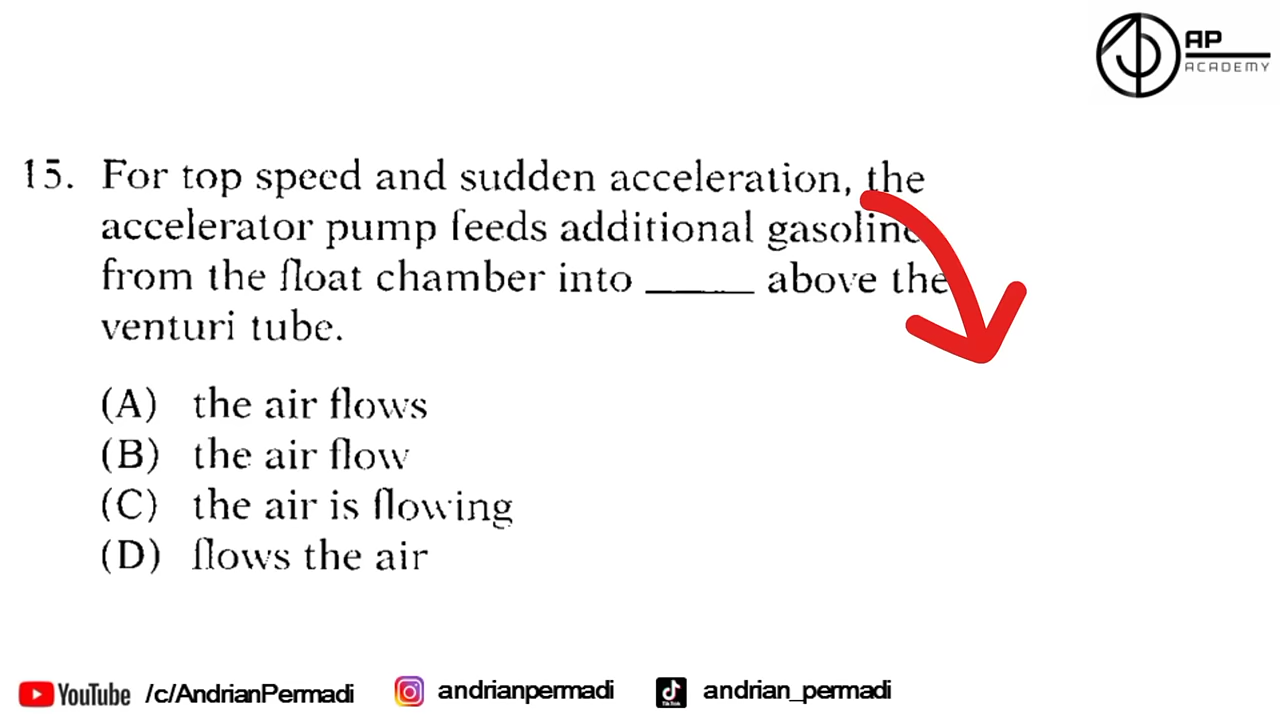 AP
ACADEMY
15. For top speed and sudden acceleration, the
accelerator pump feeds additional gasoline
from the float chamber into _____ above the
venturi tube.
(A) the air flows
(B) the air flow
(C) the air is flowing
(D) flows the air
YouTube /c/AndrianPermadi andrianpermadi TikTok andrian_permadi